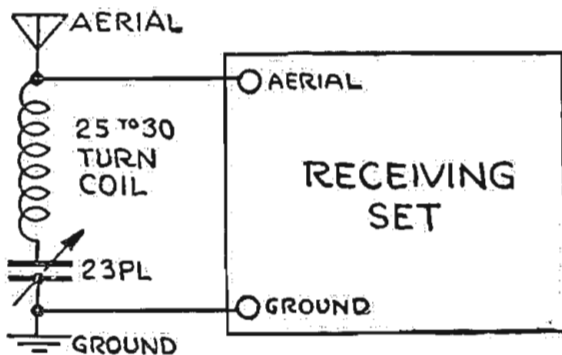 AERIAL
AERIAL
25 TO 30
TURN
COIL
RECEIVING
SET
23PL
GROUND
GROUND